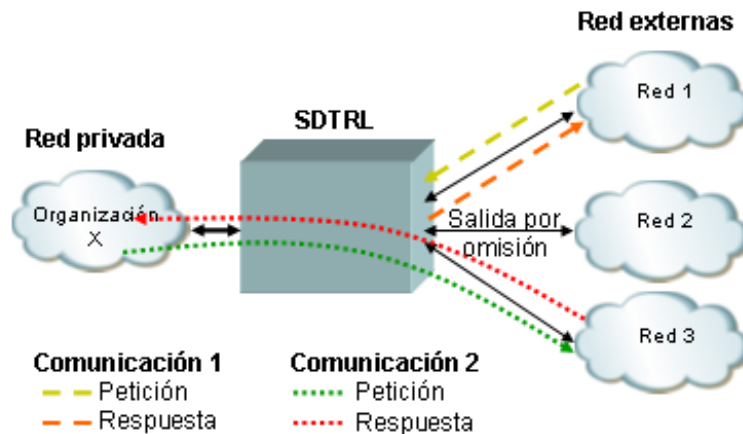 Red externas
Red 1
SDTRL
Red privada
Organización
X
Salida por
omisión
Red 2
Red 3
Comunicación 1
Petición
Respuesta
Comunicación 2
Petición
Respuesta